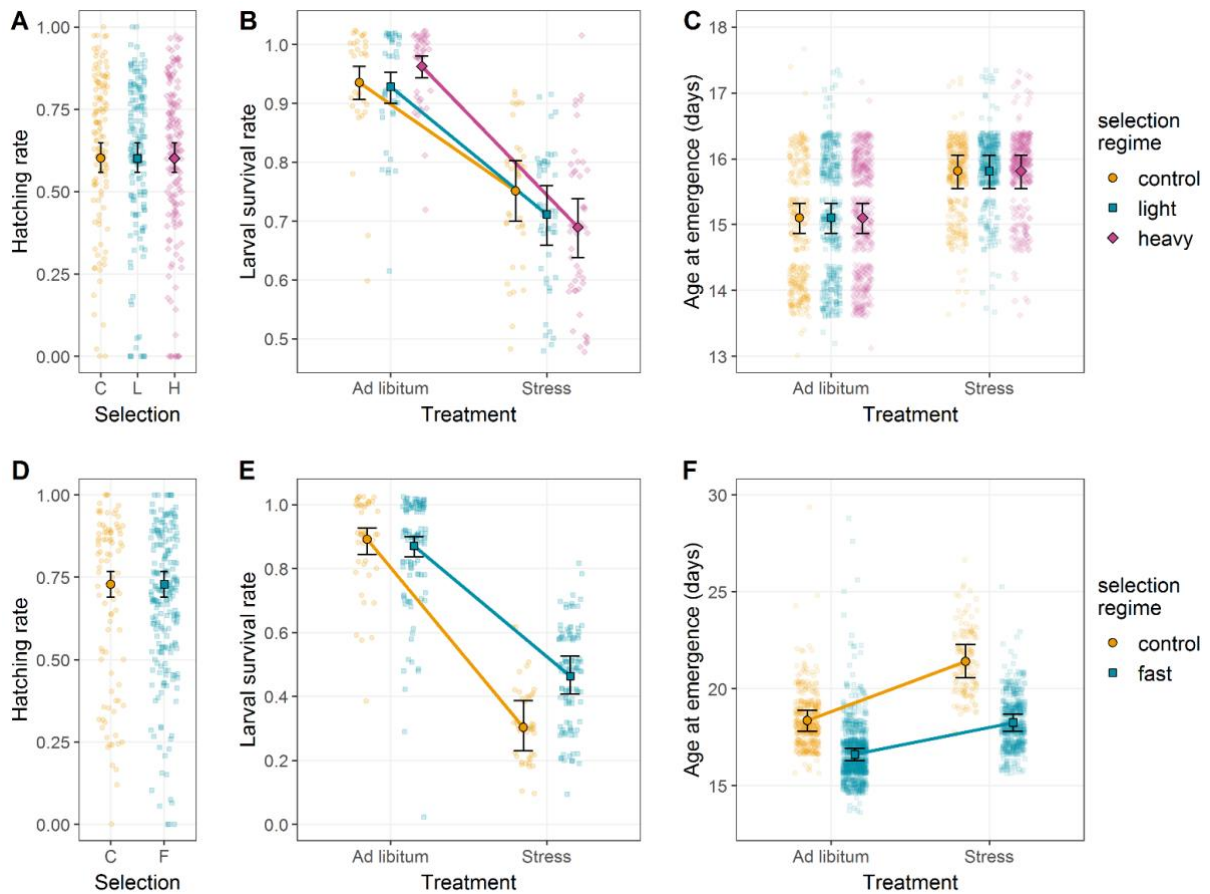 A
Hatching rate
1.00
0.75
0.50
0.25
0.00
C L H
Selection
B
Larval survival rate
1.0
0.9
0.8
0.7
0.6
0.5
Ad libitum Stress
Treatment
C
Age at emergence (days)
18
17
16
15
14
13
Ad libitum Stress
Treatment
selection
regime
control
light
heavy
D
Hatching rate
1.00
0.75
0.50
0.25
0.00
C F
Selection
E
Larval survival rate
1.0
0.8
0.6
0.4
0.2
0.0
Ad libitum Stress
Treatment
F
Age at emergence (days)
30
25
20
15
Ad libitum Stress
Treatment
selection
regime
control
fast